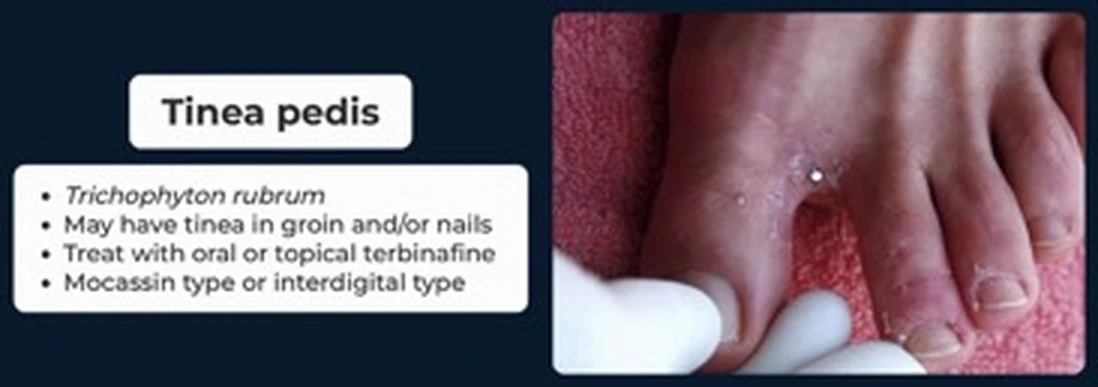 Tinea pedis
• Trichophyton rubrum
• May have tinea in groin and/or nails
• Treat with oral or topical terbinafine
• Mocassin type or interdigital type